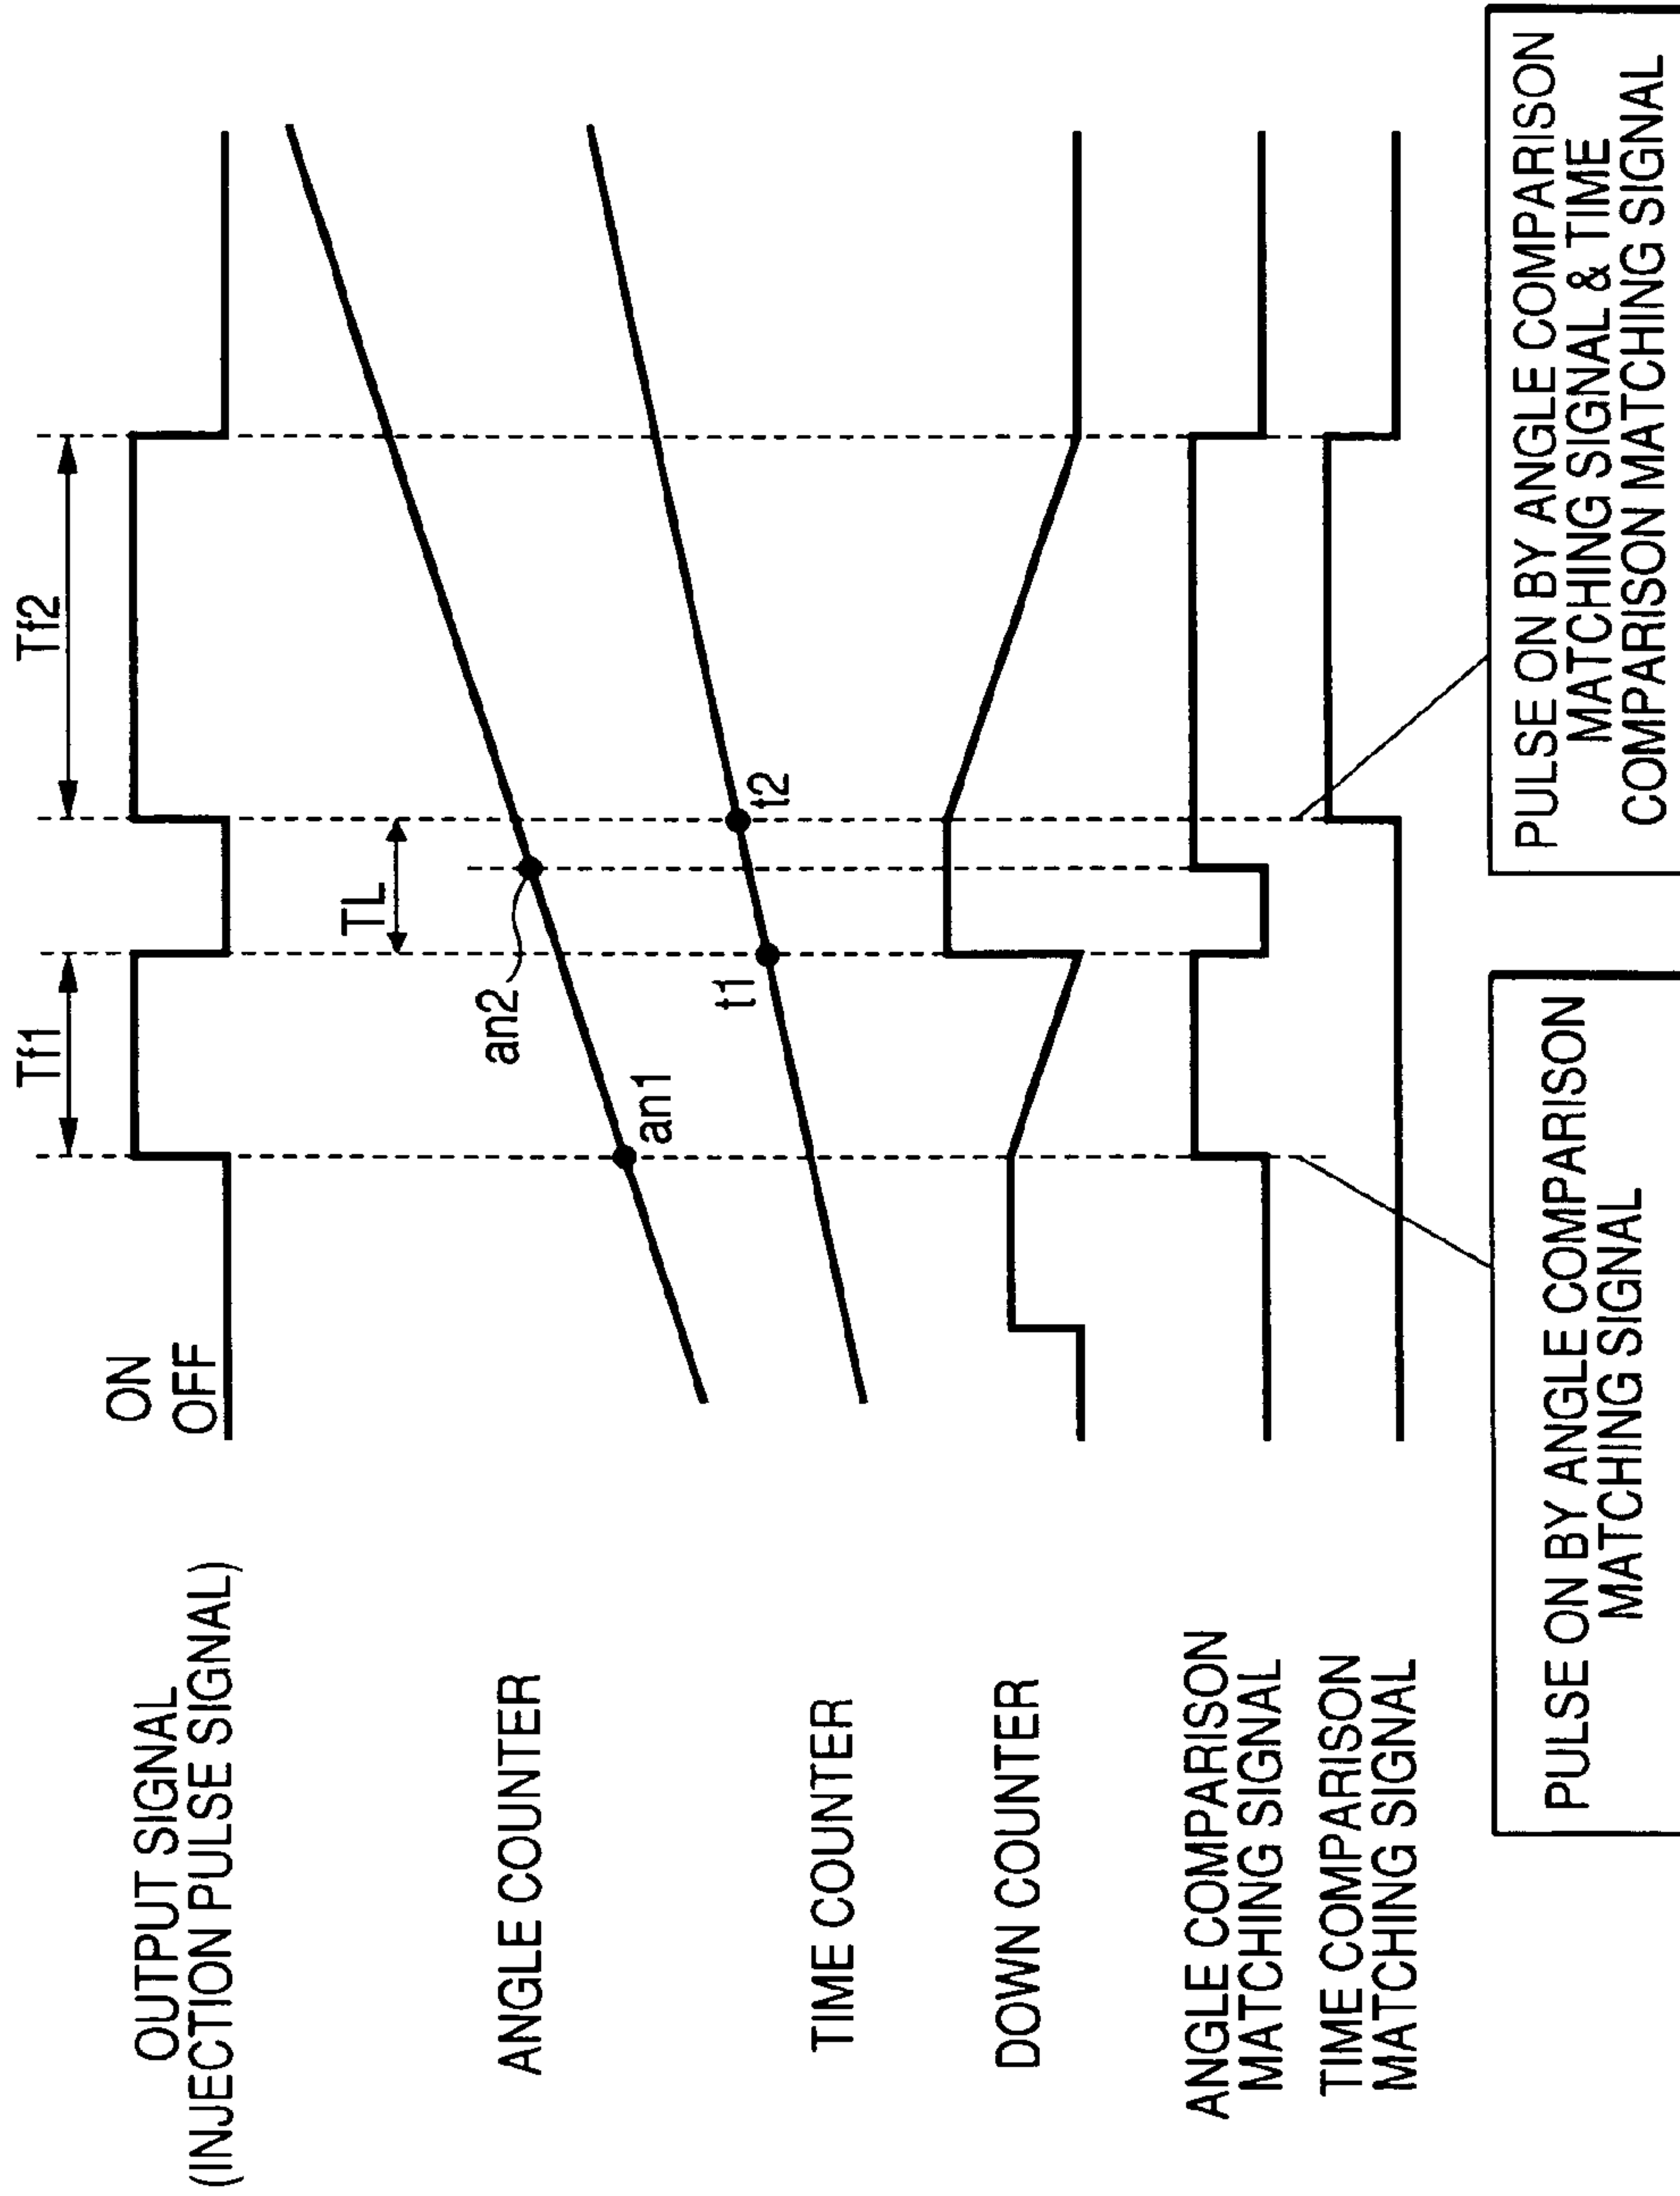 Tf1
Tf2
ON
OFF
OUTPUT SIGNAL
(INJECTION PULSE SIGNAL)
TL
an2
an1
ANGLE COUNTER
t1
t2
TIME COUNTER
DOWN COUNTER
ANGLE COMPARISON
MATCHING SIGNAL
TIME COMPARISON
MATCHING SIGNAL
PULSE ON BY ANGLE COMPARISON
MATCHING SIGNAL
PULSE ON BY ANGLE COMPARISON
MATCHING SIGNAL & TIME
COMPARISON MATCHING SIGNAL